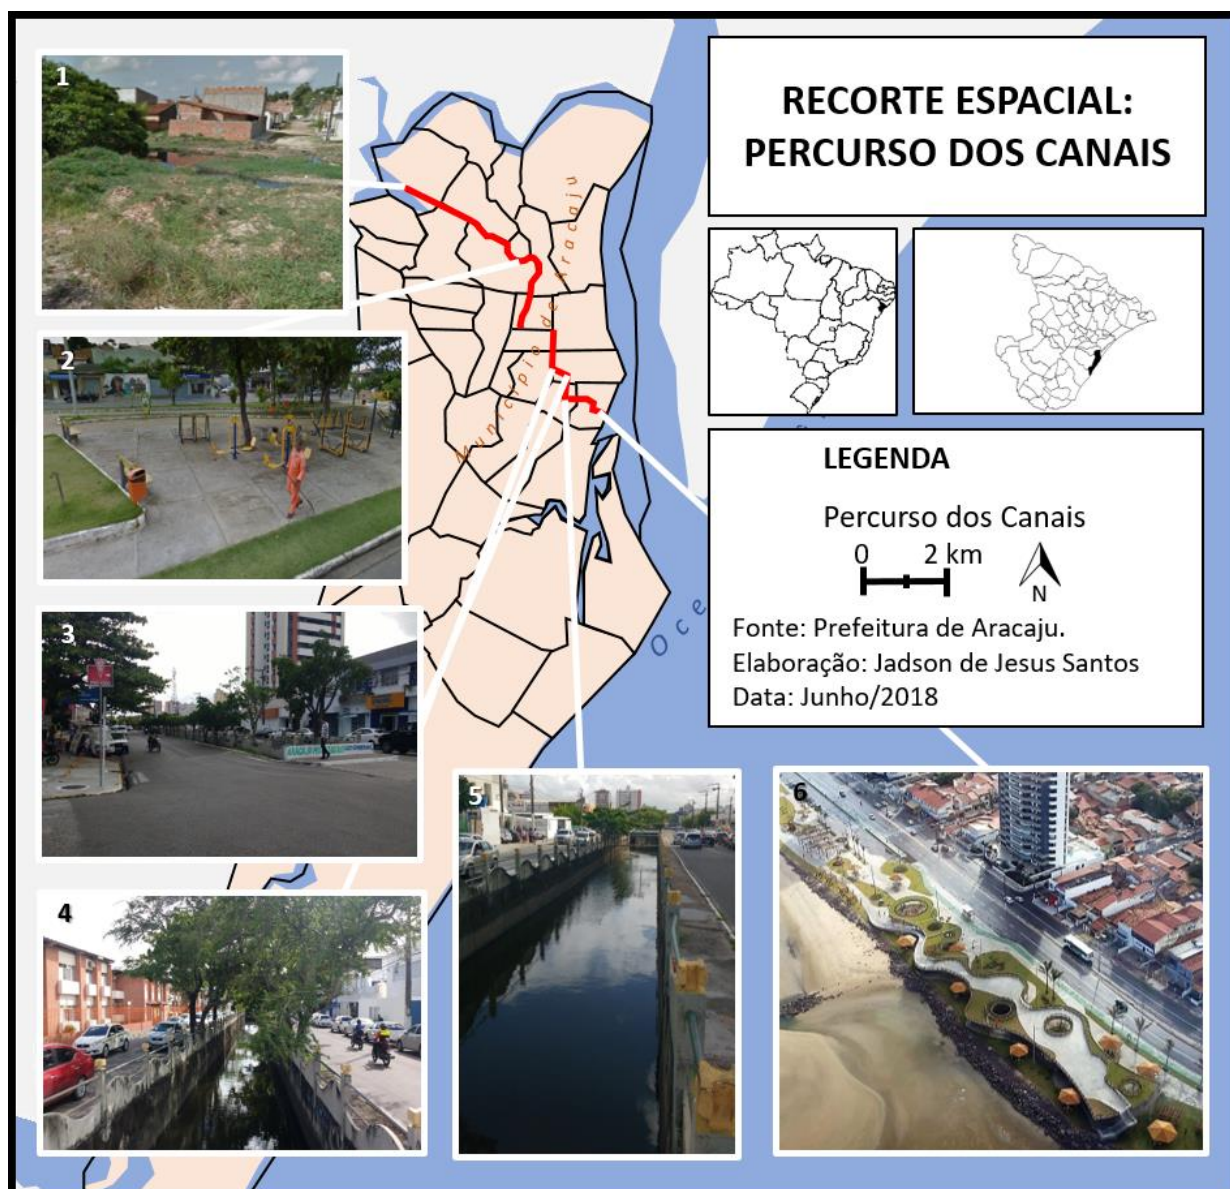 1
2
3
4
5
6
RECORTE ESPACIAL:
PERCURSO DOS CANAIS
Município de Aracaju
Oce
LEGENDA
Percurso dos Canais
0 2 km
N
Fonte: Prefeitura de Aracaju.
Elaboração: Jadson de Jesus Santos
Data: Junho/2018